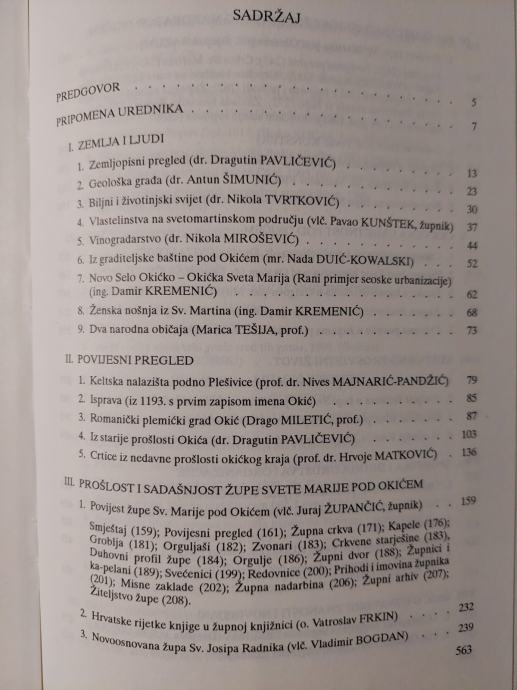 SADRŽAJ
PREDGOVOR . . . . . . . . . . . . . . 5
PRIPOMENA UREDNIKA . . . . . . . . . . . . 7
I. ZEMLJA I LJUDI
1. Zemljopisni pregled (dr. Dragutin PAVLIČEVIĆ) . . . . . 13
2. Geološka građa (dr. Antun ŠIMUNIĆ) . . . . . . . 23
3. Biljni i životinjski svijet (dr. Nikola TVRTKOVIĆ) . . . . 30
4. Vlastelinstva na svetomartinskom području (vlč. Pavao KUNŠTEK, župnik) 37
5. Vinogradarstvo (dr. Nikola MIROŠEVIĆ) . . . . . . 44
6. Iz graditeljske baštine pod Okićem (mr. Nada DUIĆ-KOWALSKI) . . 52
7. Novo Selo Okićko – Okićka Sveta Marija (Rani primjer seoske urbanizacije)
(ing. Damir KREMENIĆ) . . . . . . . . 62
8. Ženska nošnja iz Sv. Martina (ing. Damir KREMENIĆ) . . . . 68
9. Dva narodna običaja (Marica TEŠIJA, prof.) . . . . . . 73
II. POVIJESNI PREGLED
1. Keltska nalazišta podno Plešivice (prof. dr. Nives MAJNARIĆ-PANDŽIĆ) 79
2. Isprava (iz 1193. s prvim zapisom imena Okić) . . . . . 85
3. Romanički plemićki grad Okić (Drago MILETIĆ, prof.) . . . . 87
4. Iz starije prošlosti Okića (dr. Dragutin PAVLIČEVIĆ) . . . . 103
5. Crtice iz nedavne prošlosti okićkog kraja (prof. dr. Hrvoje MATKOVIĆ) . 136
III. PROŠLOST I SADAŠNJOST ŽUPE SVETE MARIJE POD OKIĆEM
1. Povijest župe Sv. Marije pod Okićem (vlč. Juraj ŽUPANČIĆ, župnik) . . 159
Smještaj (159); Povijesni pregled (161); Župna crkva (171); Kapele (176);
Groblja (181); Orguljaši (182); Zvonari (183); Crkvene starješine (183),
Duhovni profil župe (184); Orgulje (186); Župni dvor (188); Župnici i
ka-pelani (189); Svećenici (199); Redovnice (200); Prihodi i imovina župnika
(201); Misne zaklade (202); Župna nadarbina (206); Župni arhiv (207);
Žiteljstvo župe (208).
2. Hrvatske rijetke knjige u župnoj knjižnici (o. Vatroslav FRKIN) . . . 232
3. Novoosnovana župa Sv. Josipa Radnika (vlč. Vladimir BOGDAN) . . . 239
563